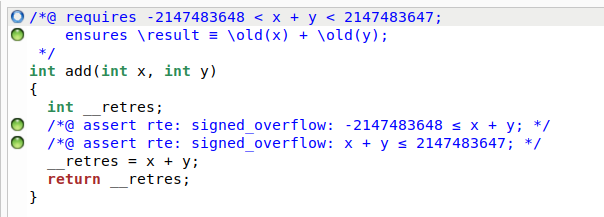 /*@ requires -2147483648 < x + y < 2147483647;
ensures \result ≡ \old(x) + \old(y);
*/
int add(int x, int y)
{
int __retres;
/*@ assert rte: signed_overflow: -2147483648 ≤ x + y; */
/*@ assert rte: signed_overflow: x + y ≤ 2147483647; */
__retres = x + y;
return __retres;
}